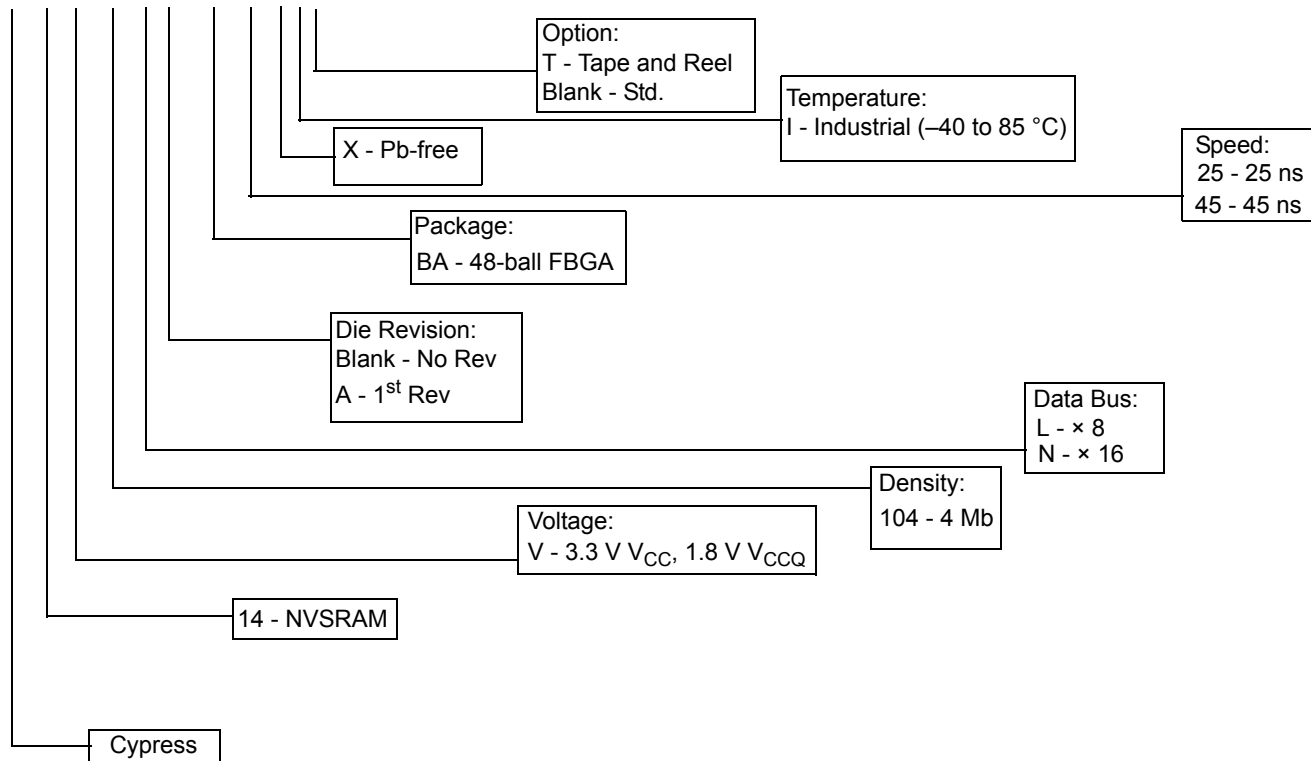 Option:
T - Tape and Reel
Blank - Std.
Temperature:
I - Industrial (–40 to 85 °C)
X - Pb-free
Speed:
25 - 25 ns
45 - 45 ns
Package:
BA - 48-ball FBGA
Die Revision:
Blank - No Rev
A - 1st Rev
Data Bus:
L - × 8
N - × 16
Density:
104 - 4 Mb
Voltage:
V - 3.3 V VCC, 1.8 V VCCQ
14 - NVSRAM
Cypress